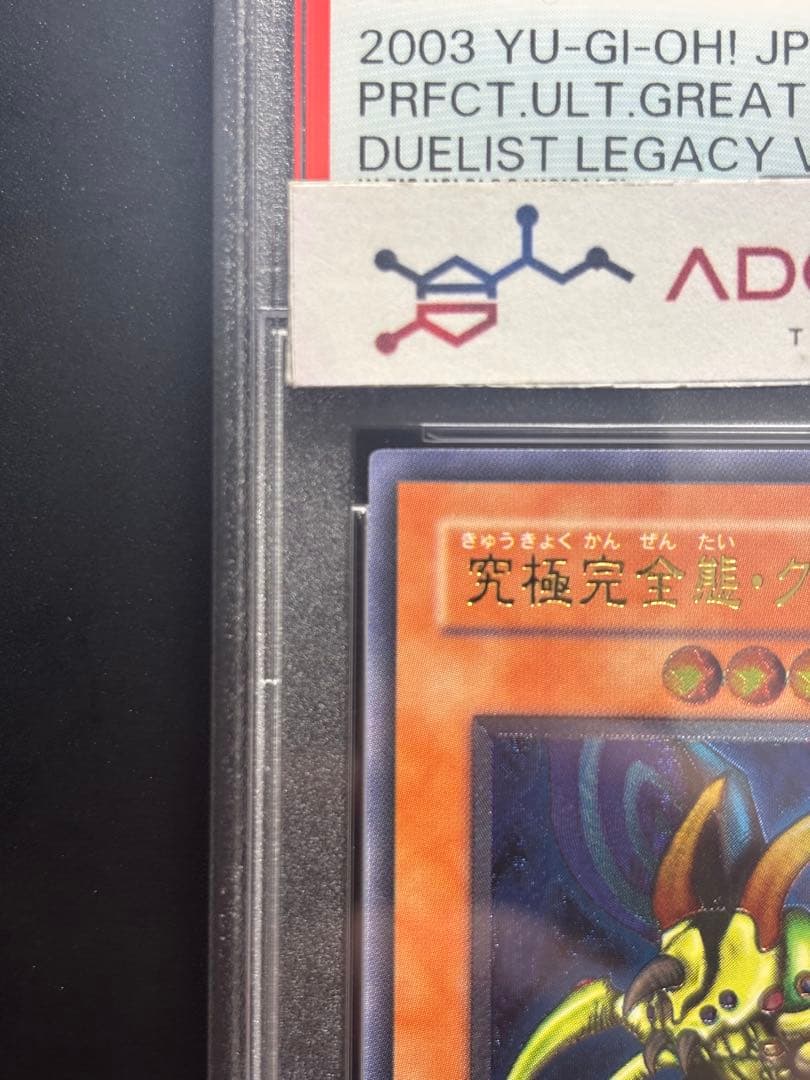 2003 YU-GI-OH! JP
PRFCT.ULT.GREAT
DUELIST LEGACY V
きゅうきょく かん ぜん たい
究極完全態・グ